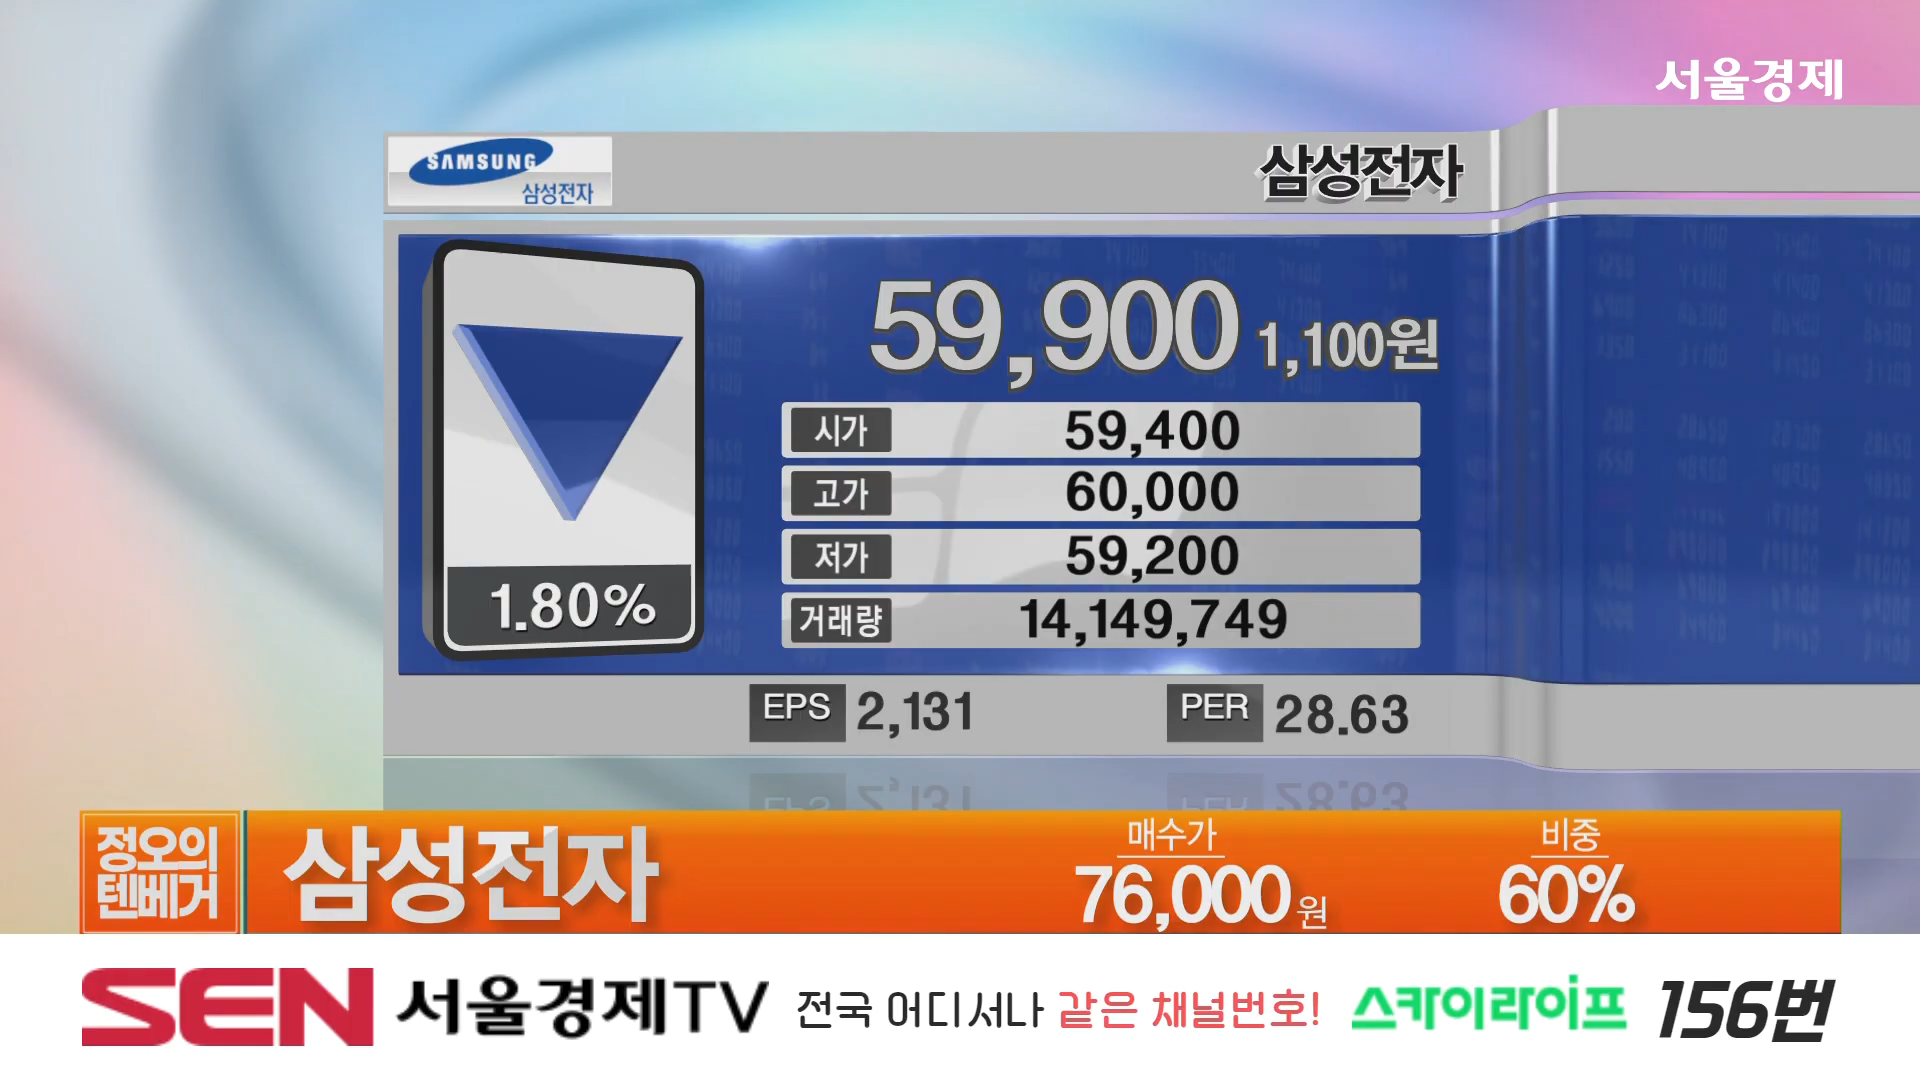 서울경제
SAMSUNG
삼성전자
삼성전자
59,900 1,100원
시가 59,400
고가 60,000
저가 59,200
거래량 14,149,749
1.80%
EPS 2,131 PER 28.63
정오의
텐베거
삼성전자
매수가
76,000원
비중
60%
SEN 서울경제TV 전국 어디서나 같은 채널번호! 스카이라이프 156번